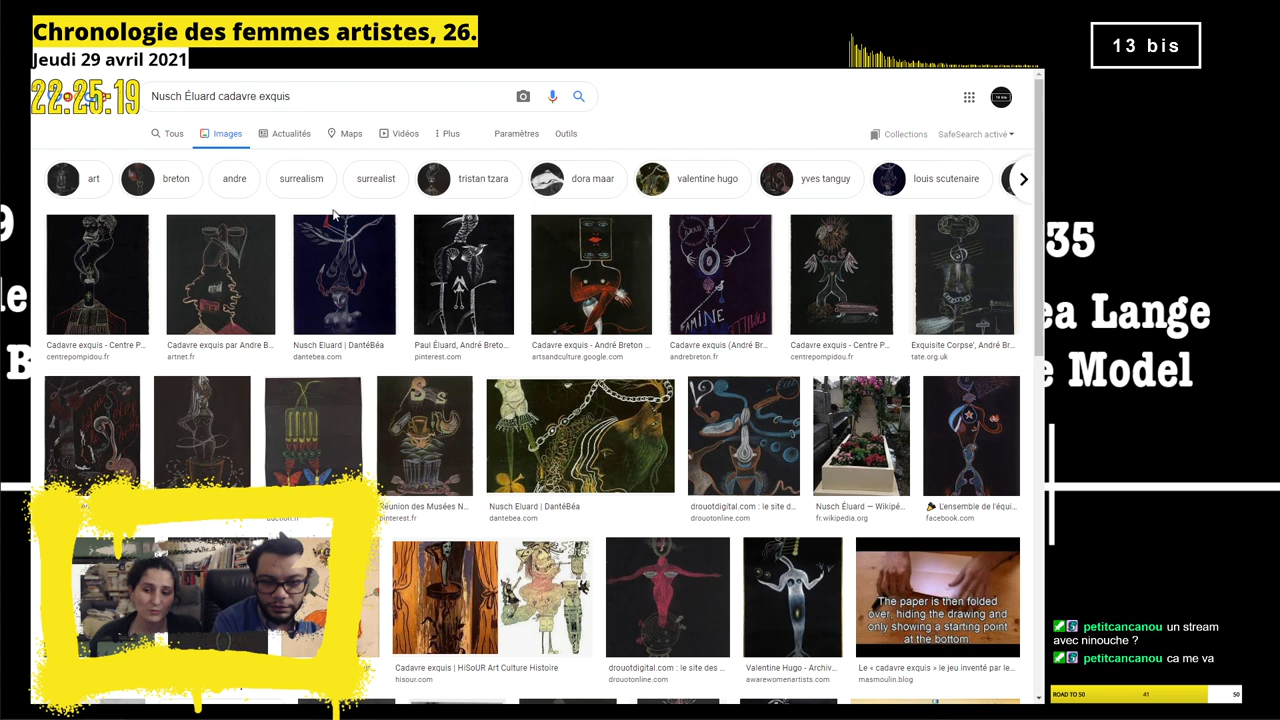 Chronologie des femmes artistes, 26.
Jeudi 29 avril 2021
13 bis
22.25.19
Nusch Éluard cadavre exquis
Tous
Images
Actualités
Maps
Vidéos
Plus
Paramètres
Outils
Collections
SafeSearch activé
art
breton
andre
surrealism
surrealist
tristan tzara
dora maar
valentine hugo
yves tanguy
louis scutenaire
35
ea Lange
e Model
9
le
B
Cadavre exquis - Centre P...
centrepompidou.fr
Cadavre exquis par Andre B...
artnet.fr
Nusch Eluard | DantéBéa
dantebea.com
Paul Éluard, André Breto...
pinterest.com
Cadavre exquis - André Breton ...
artsandculture.google.com
Cadavre exquis (André Br...
andrebreton.fr
Cadavre exquis - Centre P...
centrepompidou.fr
Exquisite Corpse', André Br...
tate.org.uk
FAMINE
auction.fr
Réunion des Musées N...
pinterest.fr
Nusch Eluard | DantéBéa
dantebea.com
drouotdigital.com : le site d...
drouotonline.com
Nusch Éluard — Wikipé...
fr.wikipedia.org
L'ensemble de l'équi...
facebook.com
The paper is then folded
over, hiding the drawing and
only showing a starting point
at the bottom
Cadavre exquis | HiSoUR Art Culture Histoire
hisour.com
drouotdigital.com : le site des ...
drouotonline.com
Valentine Hugo - Archiv...
awarewomenartists.com
Le « cadavre exquis » le jeu inventé par le...
masmoulin.blog
petitcancanou un stream
avec ninouche ?
petitcancanou ca me va
ROAD TO 50
41
50